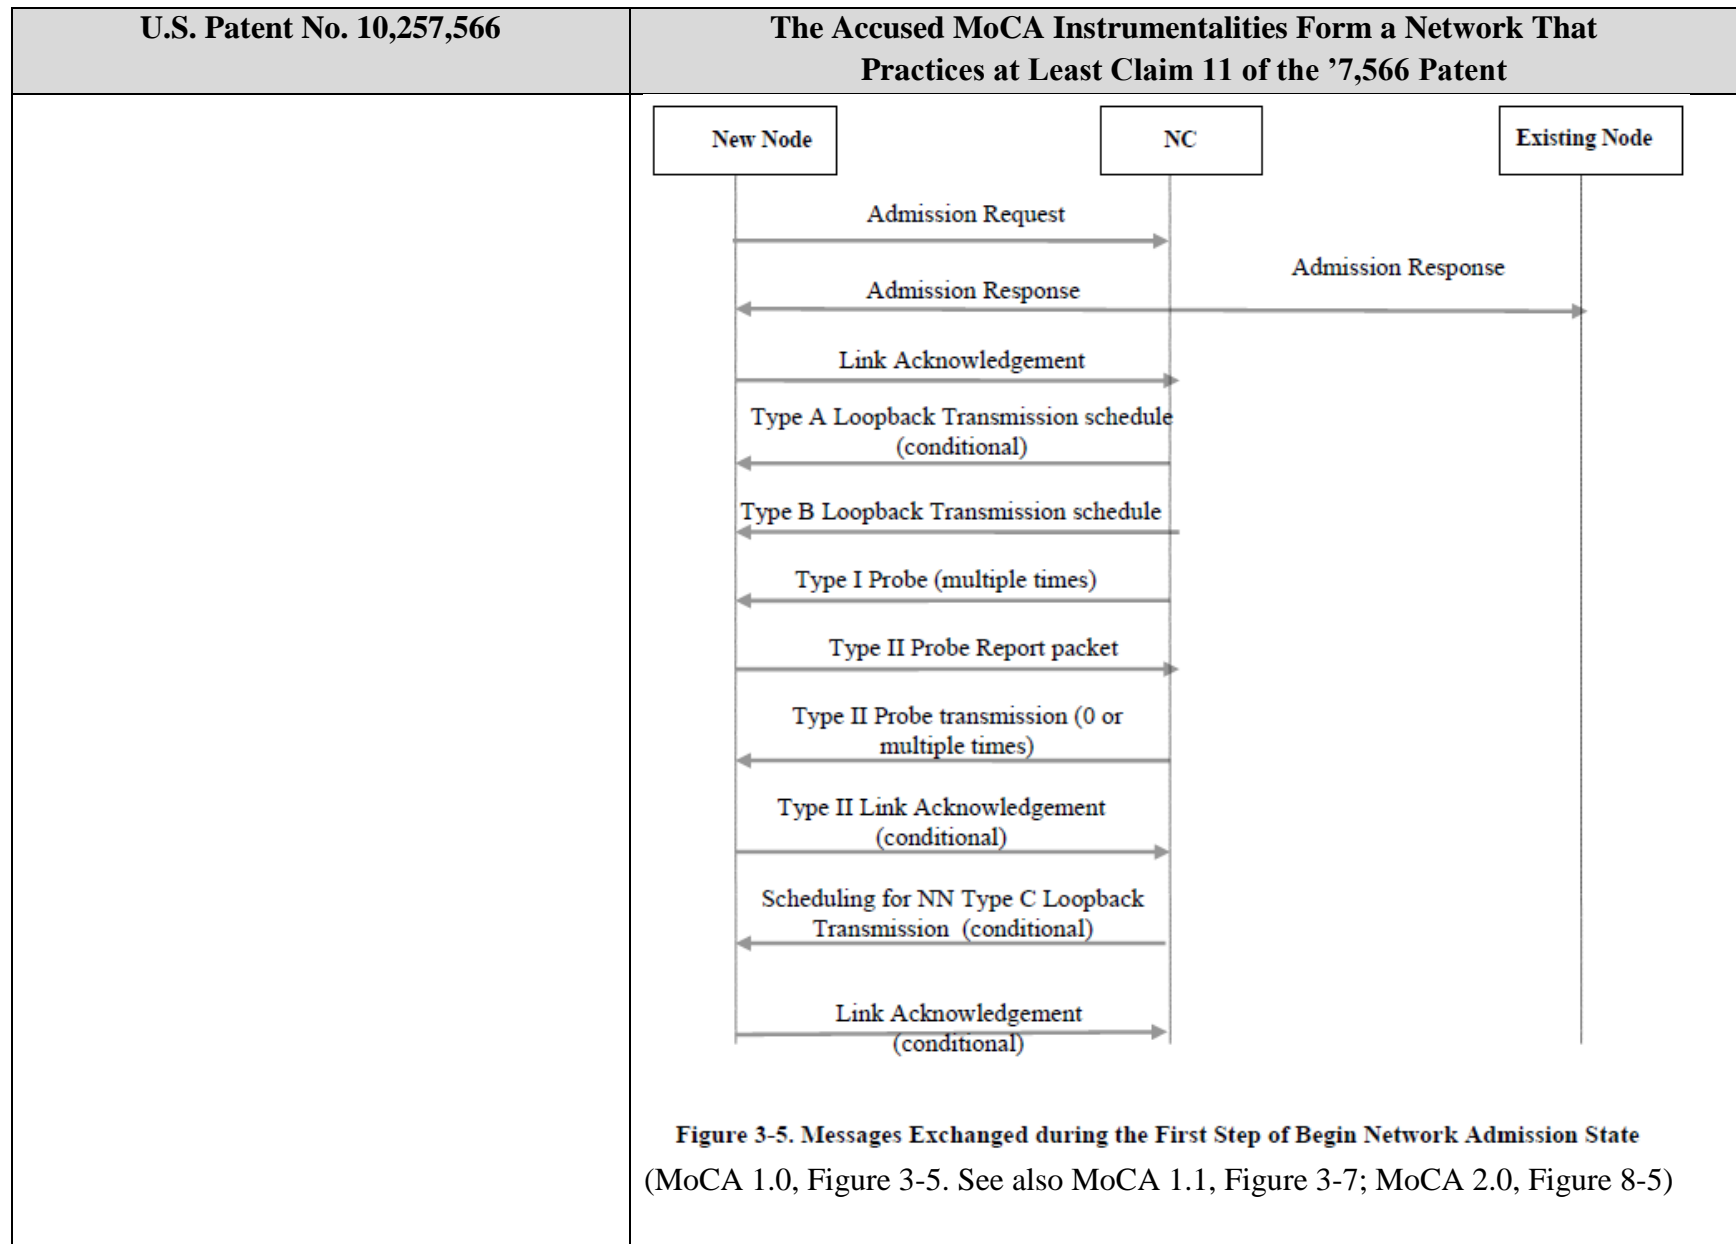 U.S. Patent No. 10,257,566
The Accused MoCA Instrumentalities Form a Network That
Practices at Least Claim 11 of the ’7,566 Patent
New Node
NC
Existing Node
Admission Request
Admission Response
Admission Response
Link Acknowledgement
Type A Loopback Transmission schedule
(conditional)
Type B Loopback Transmission schedule
Type I Probe (multiple times)
Type II Probe Report packet
Type II Probe transmission (0 or
multiple times)
Type II Link Acknowledgement
(conditional)
Scheduling for NN Type C Loopback
Transmission (conditional)
Link Acknowledgement
(conditional)
Figure 3-5. Messages Exchanged during the First Step of Begin Network Admission State
(MoCA 1.0, Figure 3-5. See also MoCA 1.1, Figure 3-7; MoCA 2.0, Figure 8-5)